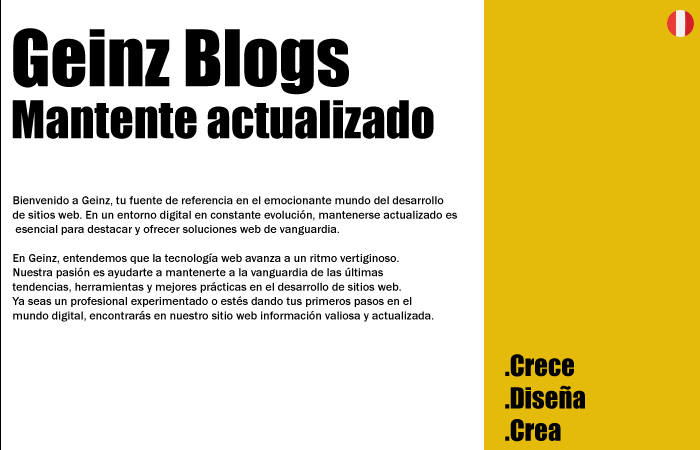 Geinz Blogs
Mantente actualizado
Bienvenido a Geinz, tu fuente de referencia en el emocionante mundo del desarrollo
de sitios web. En un entorno digital en constante evolución, mantenerse actualizado es
esencial para destacar y ofrecer soluciones web de vanguardia.
En Geinz, entendemos que la tecnología web avanza a un ritmo vertiginoso.
Nuestra pasión es ayudarte a mantenerte a la vanguardia de las últimas
tendencias, herramientas y mejores prácticas en el desarrollo de sitios web.
Ya seas un profesional experimentado o estés dando tus primeros pasos en el
mundo digital, encontrarás en nuestro sitio web información valiosa y actualizada.
.Crece
.Diseña
.Crea